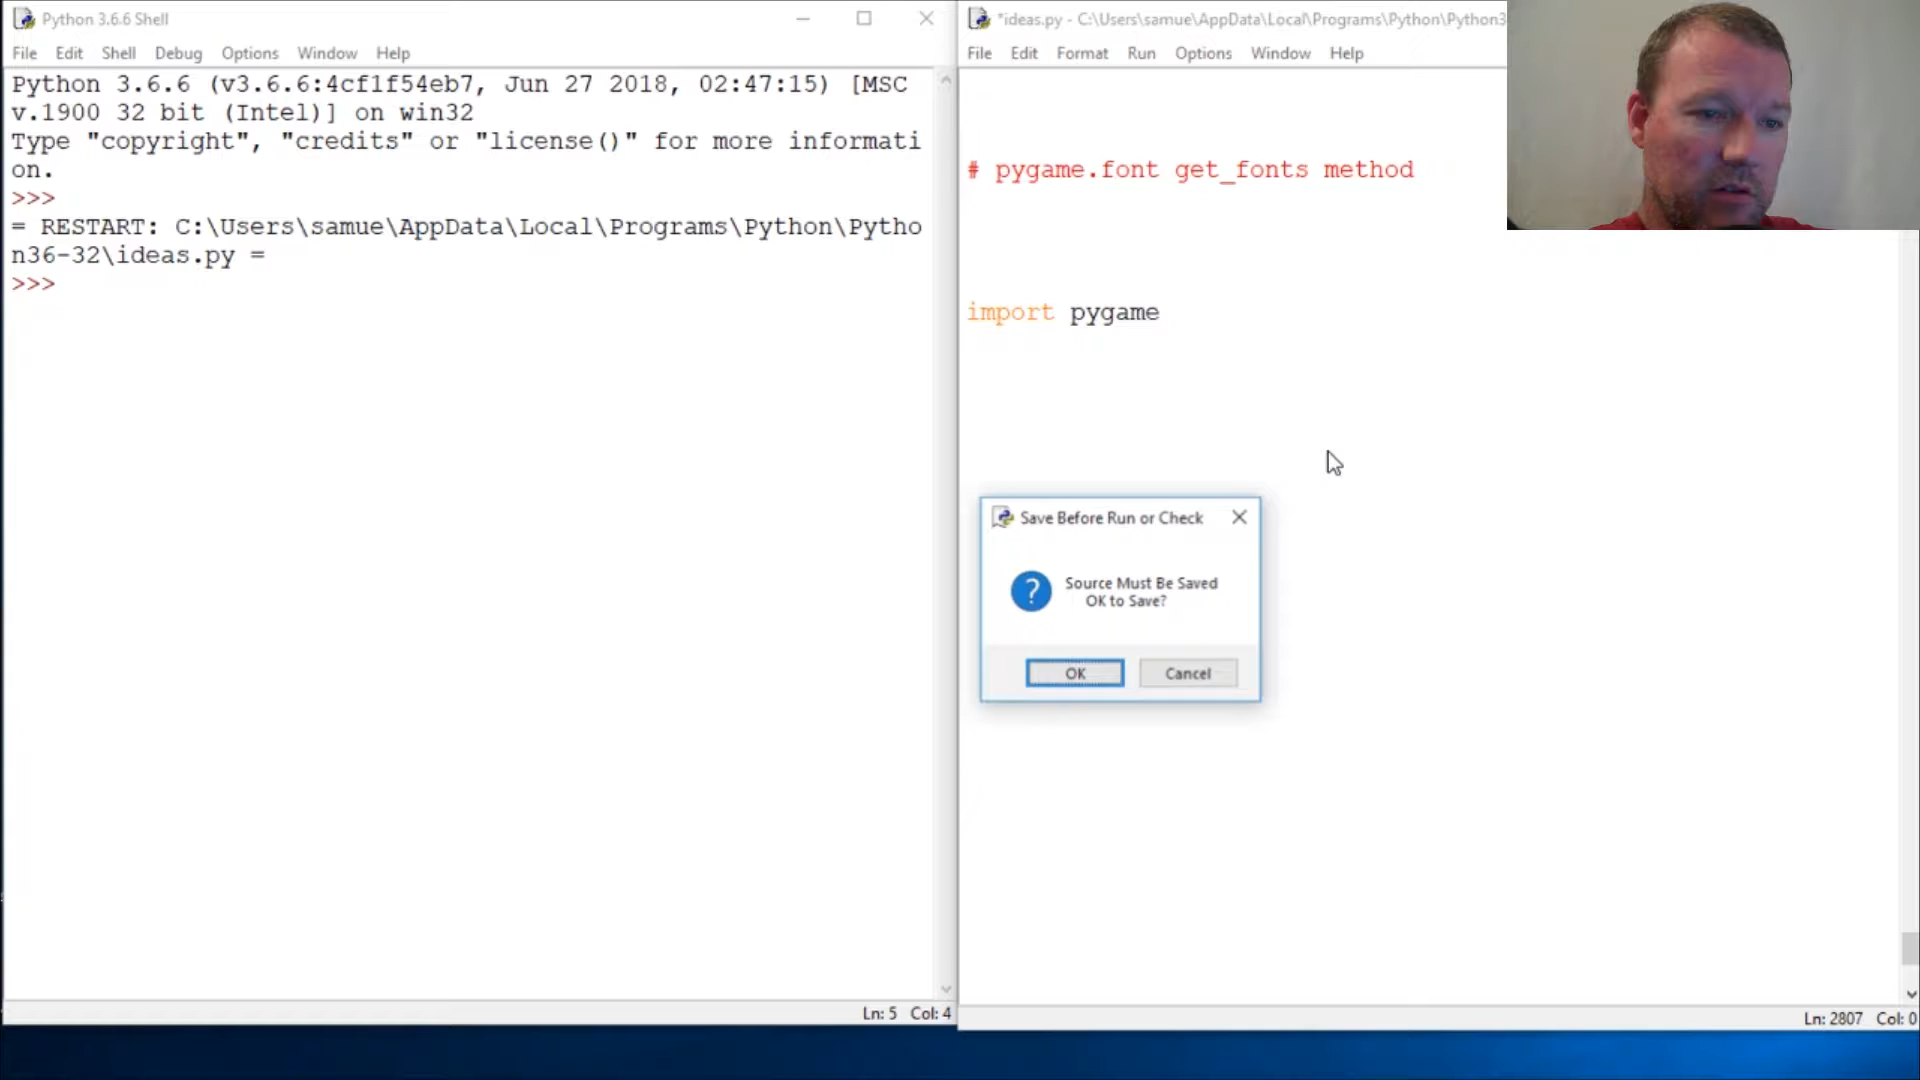 Python 3.6.6 Shell
File Edit Shell Debug Options Window Help
Python 3.6.6 (v3.6.6:4cf1f54eb7, Jun 27 2018, 02:47:15) [MSC
v.1900 32 bit (Intel)] on win32
Type "copyright", "credits" or "license()" for more informati
on.
>>>
= RESTART: C:\Users\samue\AppData\Local\Programs\Python\Pytho
n36-32\ideas.py =
>>>
Ln: 5 Col: 4
*ideas.py - C:\Users\samue\AppData\Local\Programs\Python\Python3
File Edit Format Run Options Window Help
# pygame.font get_fonts method
import pygame
Save Before Run or Check
Source Must Be Saved
OK to Save?
OK Cancel
Ln: 2807 Col: 0